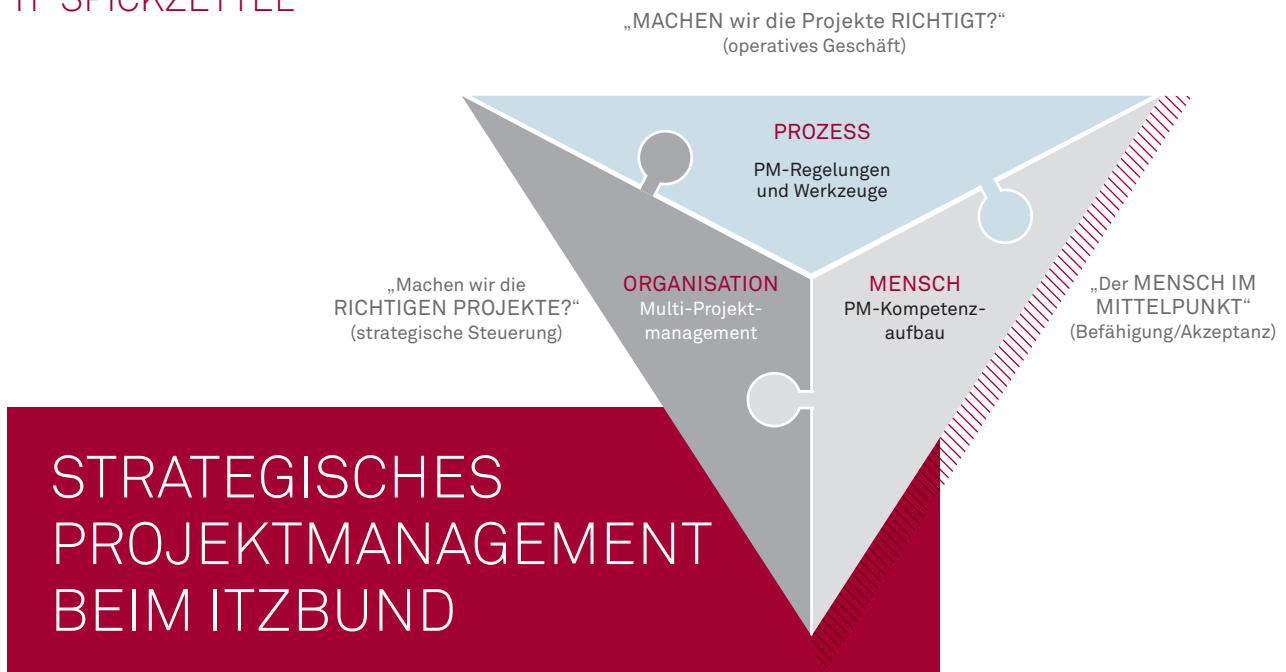 SPICKZETTEL
„MACHEN wir die Projekte RICHTIGT?“
(operatives Geschäft)
PROZESS
PM-Regelungen
und Werkzeuge
„Machen wir die
RICHTIGEN PROJEKTE?“
(strategische Steuerung)
ORGANISATION
Multi-Projekt-
management
MENSCH
PM-Kompetenz-
aufbau
„Der MENSCH IM
MITTELPUNKT“
(Befähigung/Akzeptanz)
STRATEGISCHES
PROJEKTMANAGEMENT
BEIM ITZBUND